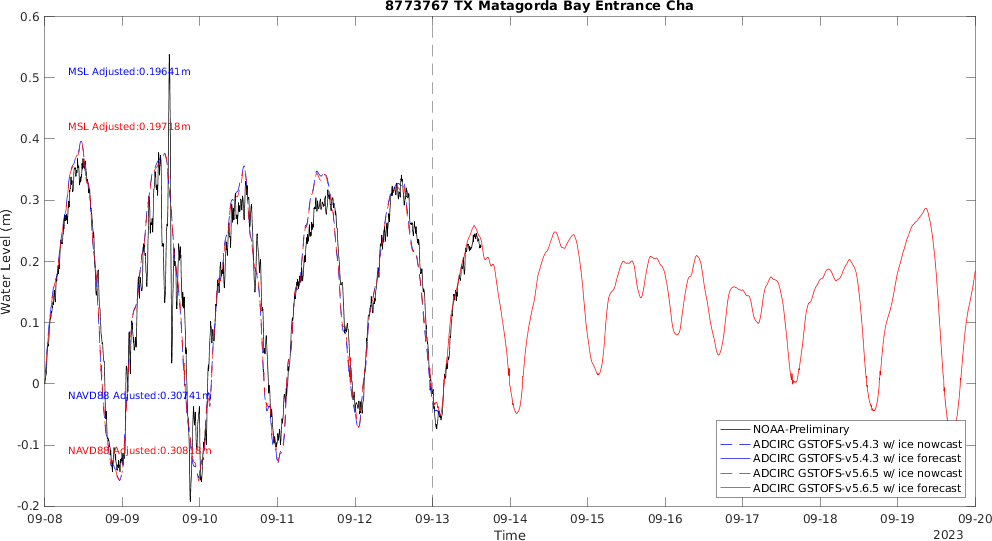 8773767 TX Matagorda Bay Entrance Cha
0.6
0.5
0.4
0.3
0.2
0.1
0
-0.1
-0.2
Water Level (m)
MSL Adjusted:0.19641m
MSL Adjusted:0.19718m
NAVD88 Adjusted:0.30741m
NAVD88 Adjusted:0.30818m
NOAA-Preliminary
ADCIRC GSTOFS-v5.4.3 w/ ice nowcast
ADCIRC GSTOFS-v5.4.3 w/ ice forecast
ADCIRC GSTOFS-v5.6.5 w/ ice nowcast
ADCIRC GSTOFS-v5.6.5 w/ ice forecast
09-08 09-09 09-10 09-11 09-12 09-13 09-14 09-15 09-16 09-17 09-18 09-19 09-20
Time
2023